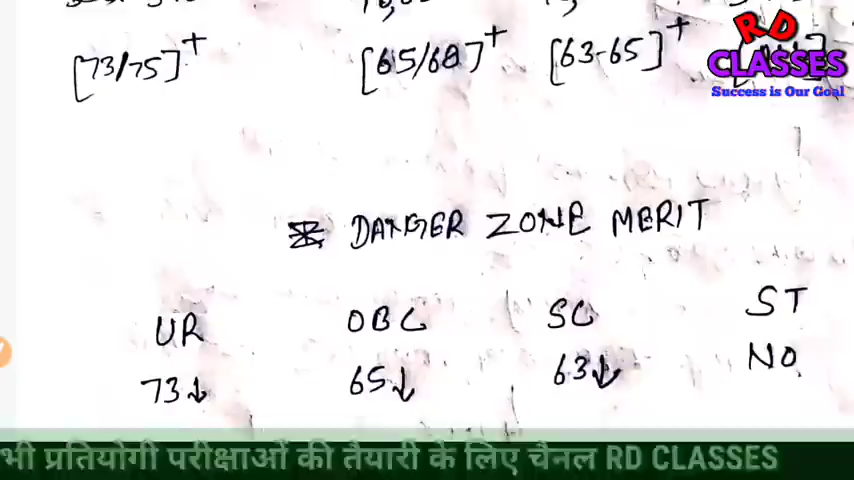 [73/75]+ [65/68]+ [63-65]+
RD
CLASSES
Success is Our Goal
* DANGER ZONE MERIT
UR OBC SC ST
73↓ 65↓ 63↓ NO
भी प्रतियोगी परीक्षाओं की तैयारी के लिए चैनल RD CLASSES